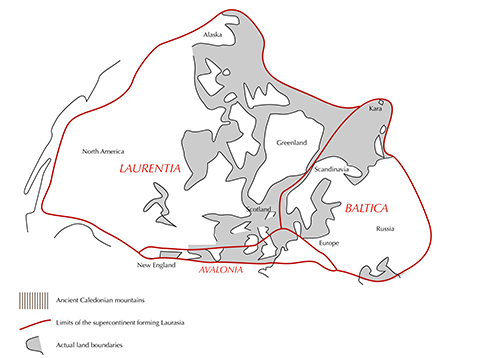 Alaska
Kara
Greenland
North America
LAURENTIA
Scandinavia
Scotland
BALTICA
Russia
Europe
New England
AVALONIA
Ancient Caledonian mountains
Limits of the supercontinent forming Laurasia
Actual land boundaries